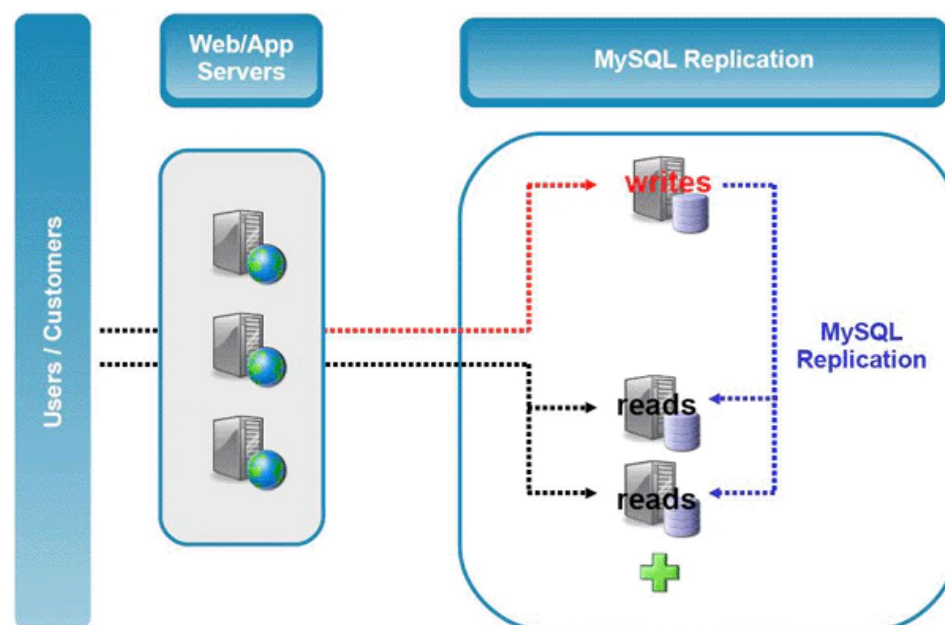 Users / Customers
Web/App
Servers
MySQL Replication
writes
MySQL
Replication
reads
reads